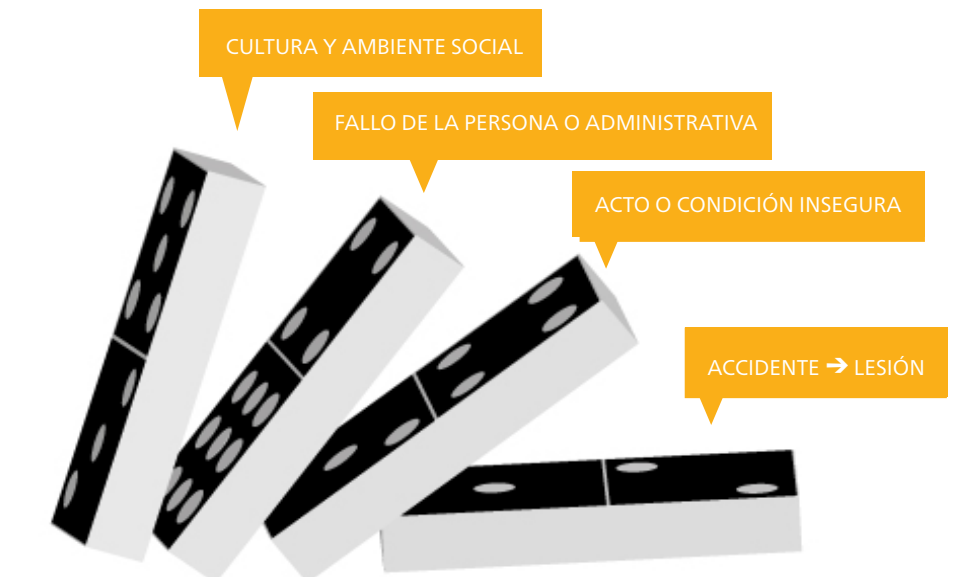 CULTURA Y AMBIENTE SOCIAL
FALLO DE LA PERSONA O ADMINISTRATIVA
ACTO O CONDICIÓN INSEGURA
ACCIDENTE ➔ LESIÓN